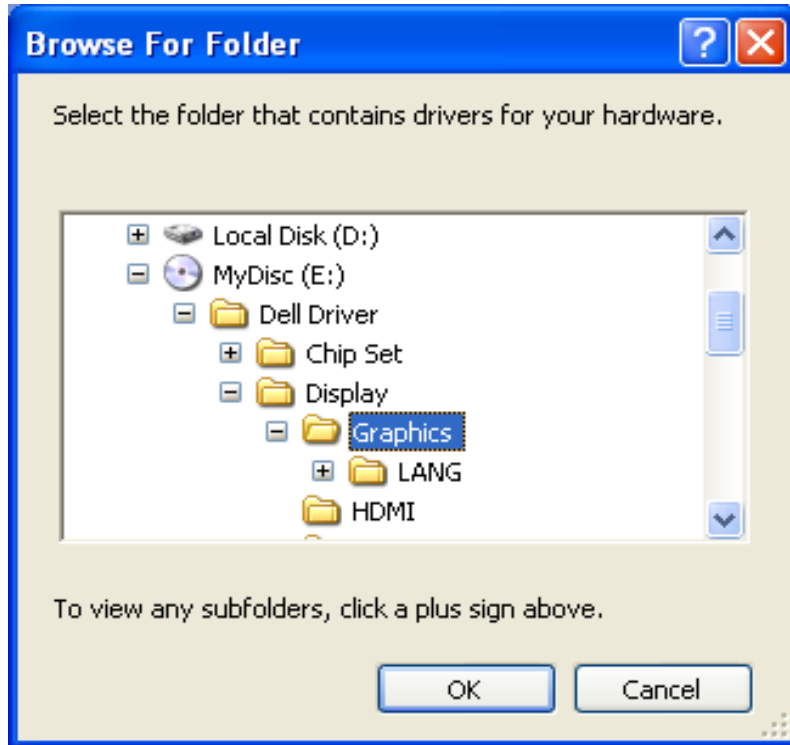 Browse For Folder
Select the folder that contains drivers for your hardware.
Local Disk (D:)
MyDisc (E:)
Dell Driver
Chip Set
Display
Graphics
LANG
HDMI
To view any subfolders, click a plus sign above.
OK Cancel